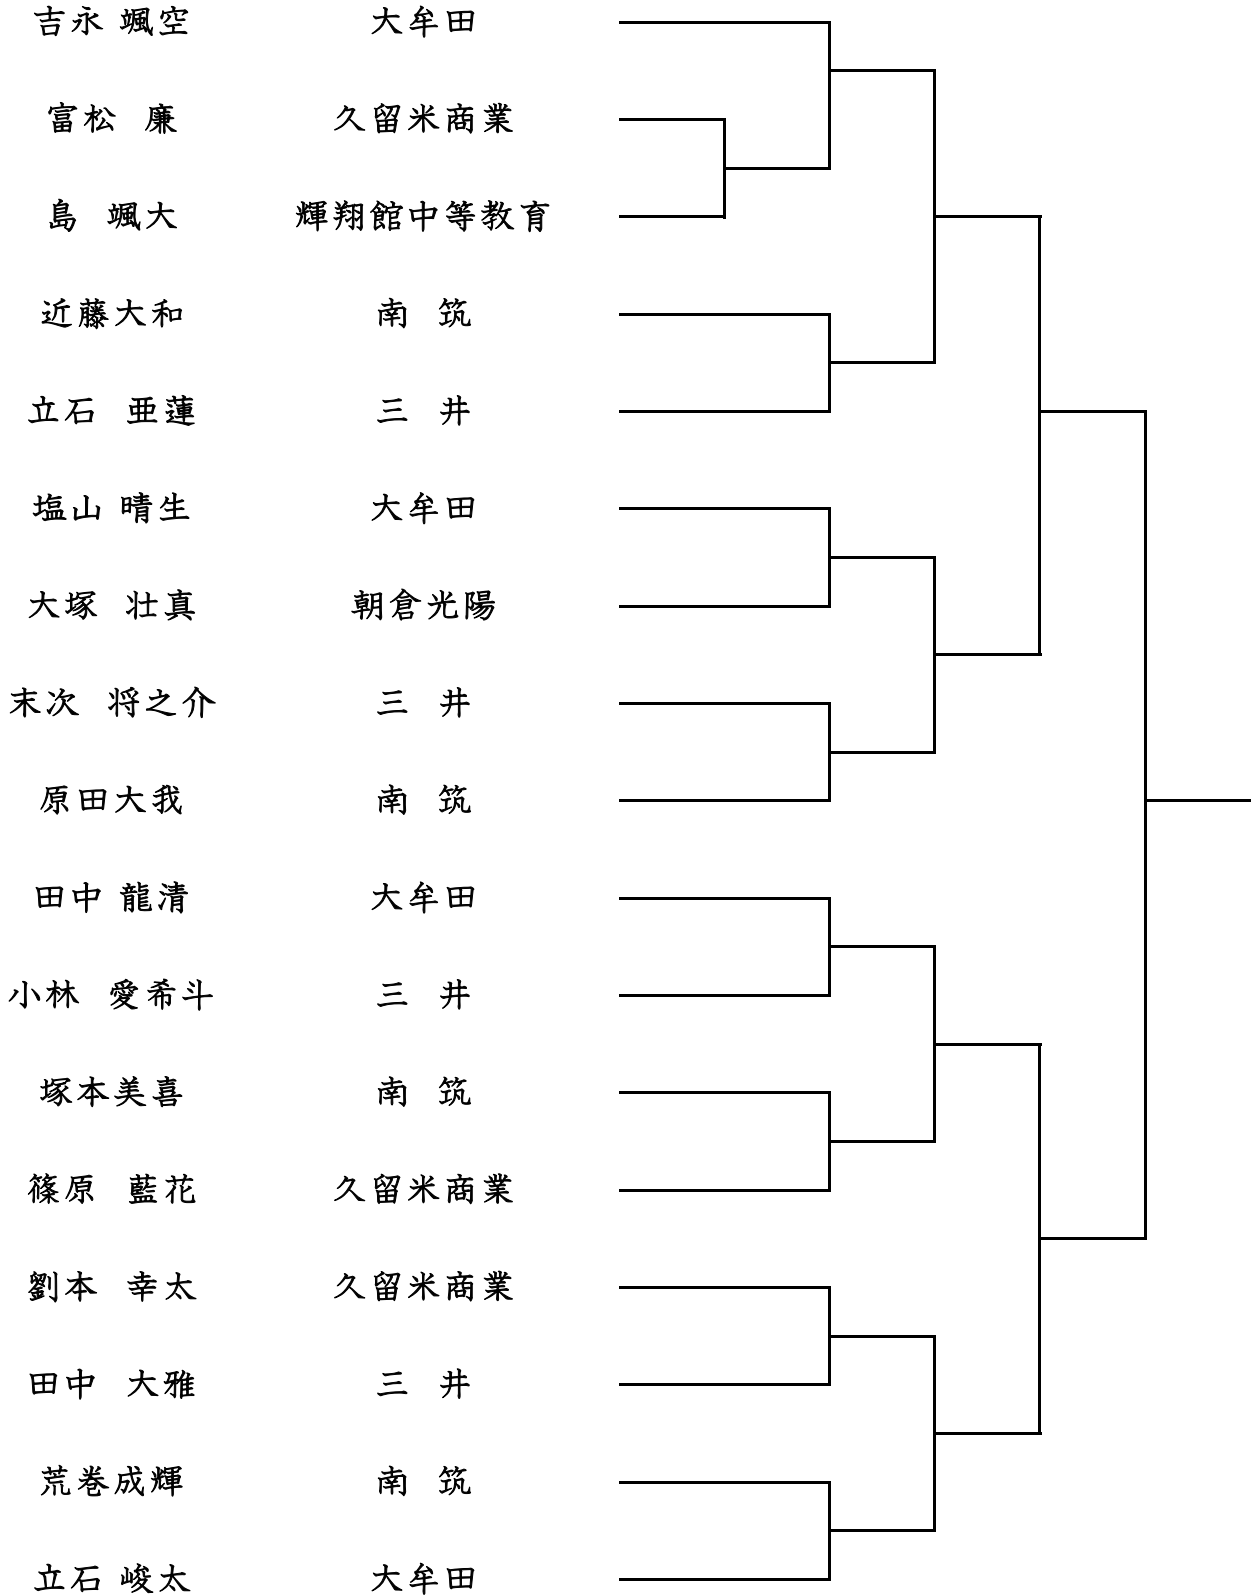 吉永 颯空 大牟田
富松 廉 久留米商業
島 颯大 輝翔館中等教育
近藤大和 南 筑
立石 亜蓮 三 井
塩山 晴生 大牟田
大塚 壮真 朝倉光陽
末次 将之介 三 井
原田大我 南 筑
田中 龍清 大牟田
小林 愛希斗 三 井
塚本美喜 南 筑
篠原 藍花 久留米商業
劉本 幸太 久留米商業
田中 大雅 三 井
荒巻成輝 南 筑
立石 峻太 大牟田